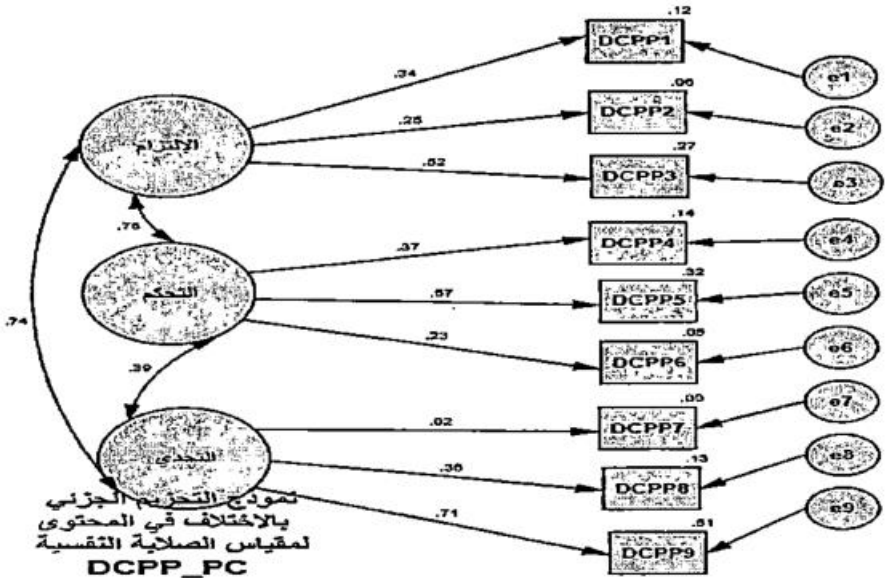 .12
DCPP1
e1
.34
.06
DCPP2
e2
.25
الإلتزام
.27
DCPP3
e3
.52
.76
.14
DCPP4
e4
.37
التحكم
.32
DCPP5
e5
.57
.74
.05
DCPP6
e6
.23
.39
.00
DCPP7
e7
.02
التحدي
.13
DCPP8
e8
.36
.51
DCPP9
e9
.71
نموذج التحزيم الجزئي
بالاختلاف في المحتوى
لمقياس الصلابة النفسية
DCPP_PC